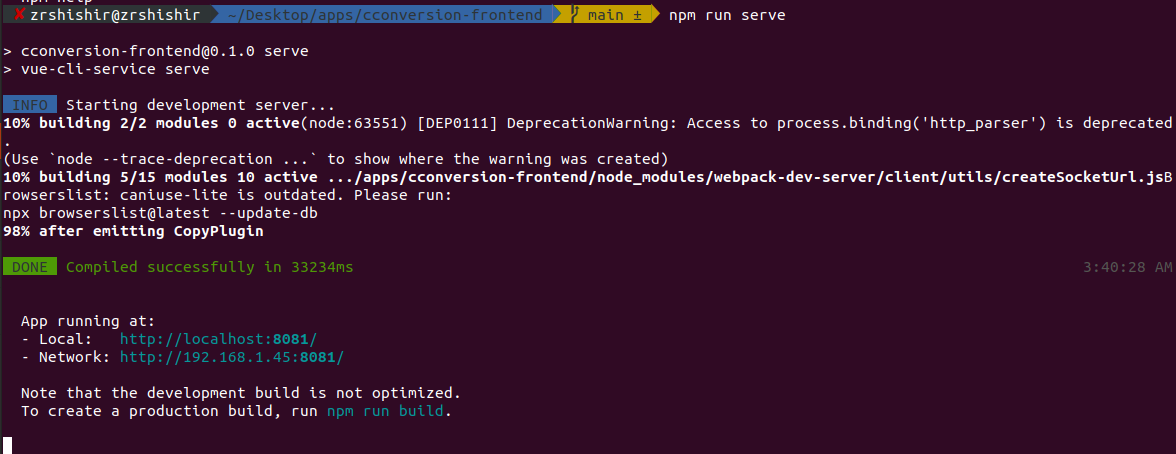 npm help
✘ zrshishir@zrshishir ~/Desktop/apps/cconversion-frontend main ± npm run serve
> cconversion-frontend@0.1.0 serve
> vue-cli-service serve
INFO Starting development server...
10% building 2/2 modules 0 active(node:63551) [DEP0111] DeprecationWarning: Access to process.binding('http_parser') is deprecated
.
(Use `node --trace-deprecation ...` to show where the warning was created)
10% building 5/15 modules 10 active .../apps/cconversion-frontend/node_modules/webpack-dev-server/client/utils/createSocketUrl.jsB
rowserslist: caniuse-lite is outdated. Please run:
npx browserslist@latest --update-db
98% after emitting CopyPlugin
DONE Compiled successfully in 33234ms 3:40:28 AM
App running at:
- Local: http://localhost:8081/
- Network: http://192.168.1.45:8081/
Note that the development build is not optimized.
To create a production build, run npm run build.